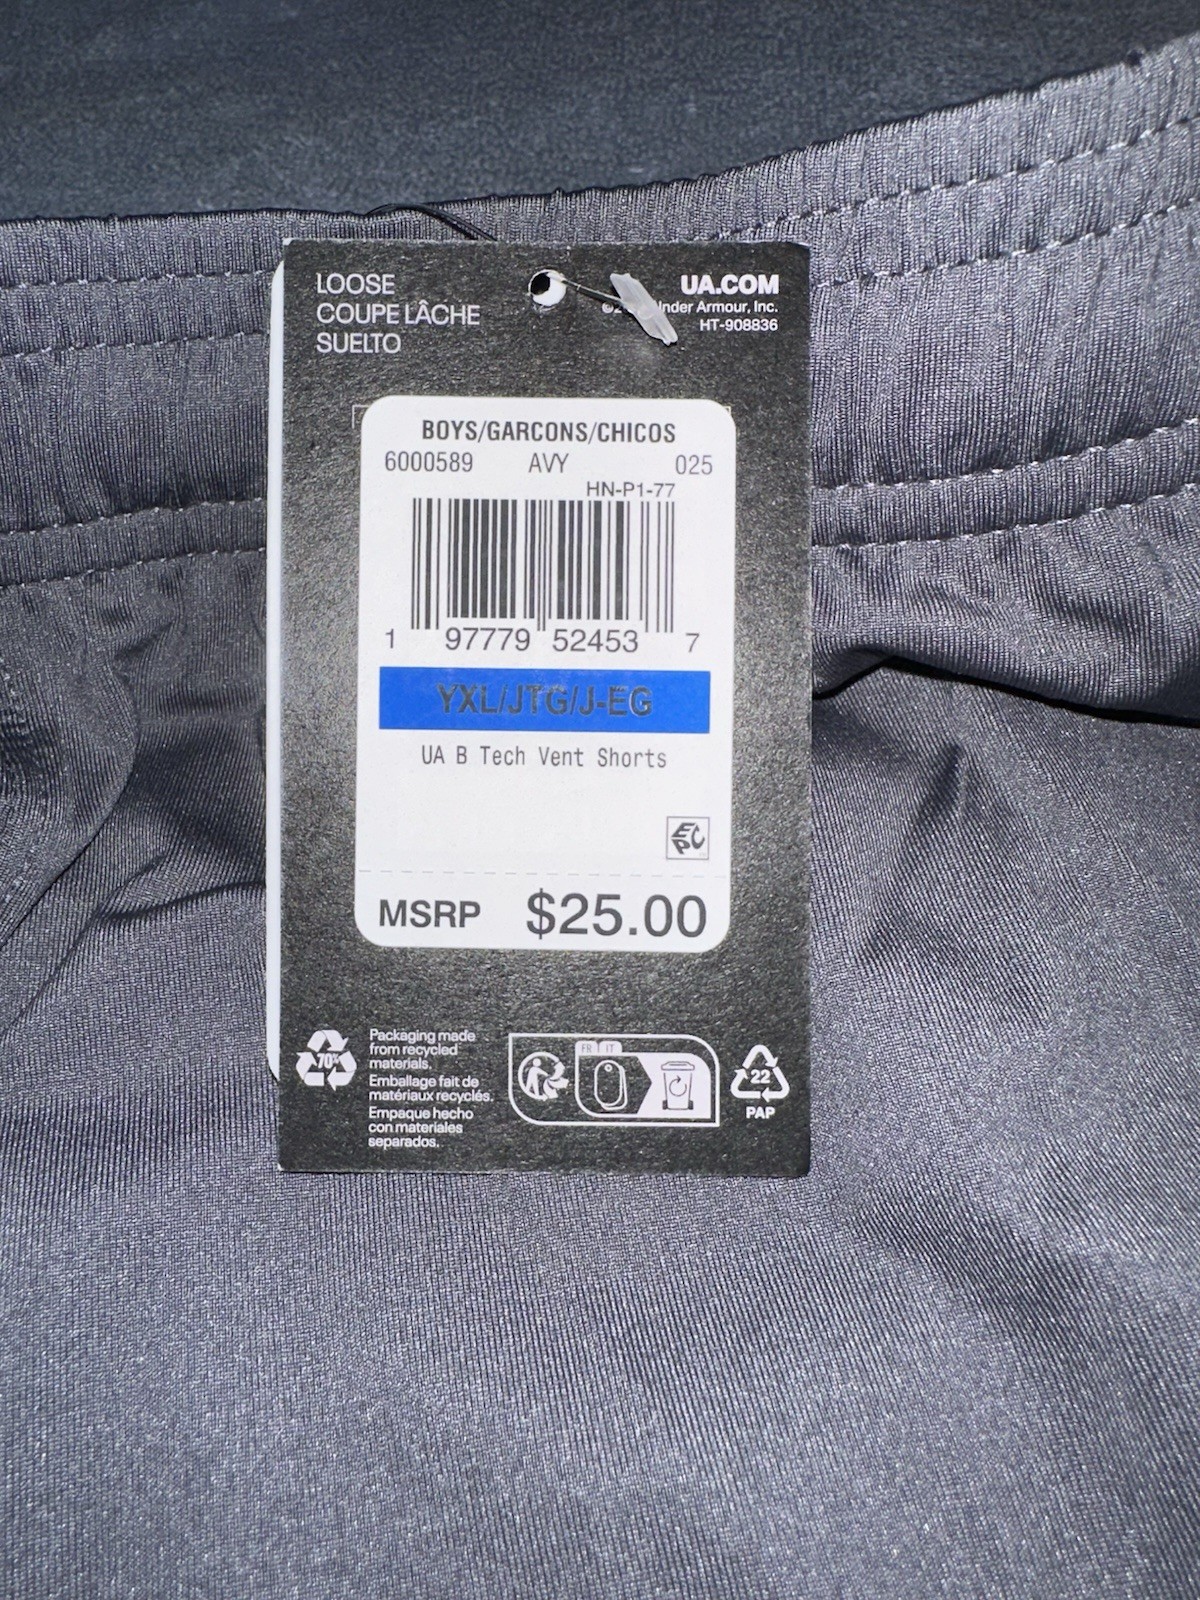 LOOSE
COUPE LÂCHE
SUELTO
UA.COM
Under Armour, Inc.
HT-908836
BOYS/GARCONS/CHICOS
6000589 AVY 025
HN-P1-77
1 97779 52453 7
YXL/JTG/J-EG
UA B Tech Vent Shorts
EPC
MSRP $25.00
70%
Packaging made
from recycled
materials.
Emballage fait de
matériaux recyclés.
Empaque hecho
con materiales
separados.
FR IT
22
PAP